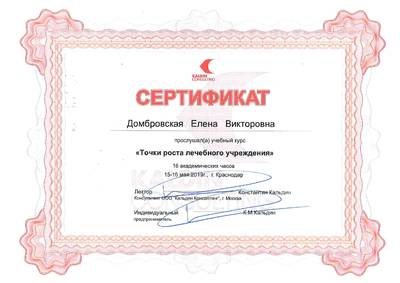 KALDIN
CONSULTING
СЕРТИФИКАТ
Домбровская Елена Викторовна
прослушал(а) учебный курс
«Точки роста лечебного учреждения»
16 академических часов
15-16 мая 2019г., г. Краснодар
Лектор Константин Кальдин
Консультант ООО "Кальдин Консалтинг", г. Москва
Индивидуальный К.М.Кальдин
предприниматель